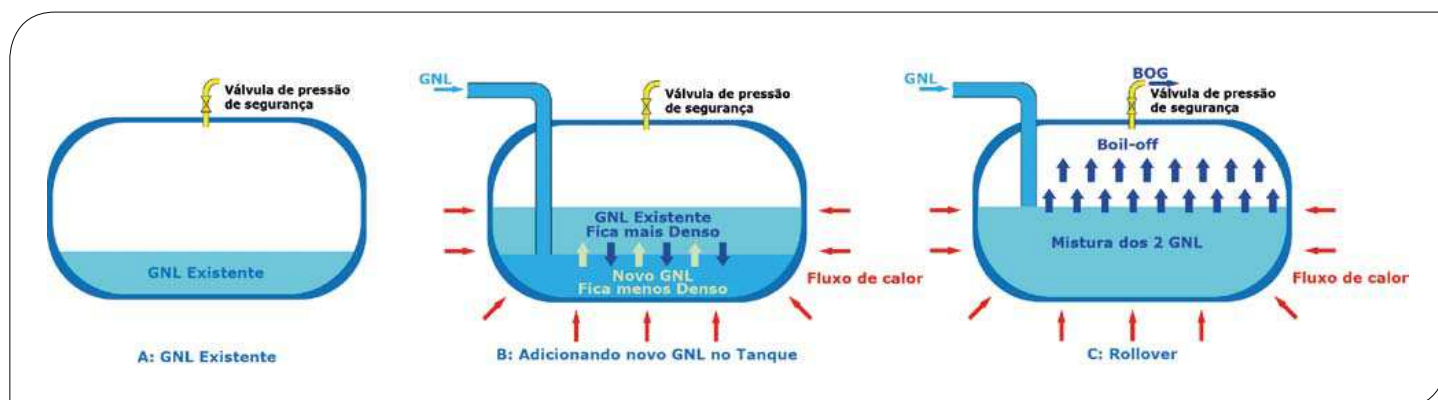 Válvula de pressão
de segurança
GNL Existente
A: GNL Existente
GNL
Válvula de pressão
de segurança
GNL Existente
Fica mais Denso
Novo GNL
Fica menos Denso
Fluxo de calor
B: Adicionando novo GNL no Tanque
GNL
BOG
Válvula de pressão
de segurança
Boil-off
Mistura dos 2 GNL
Fluxo de calor
C: Rollover